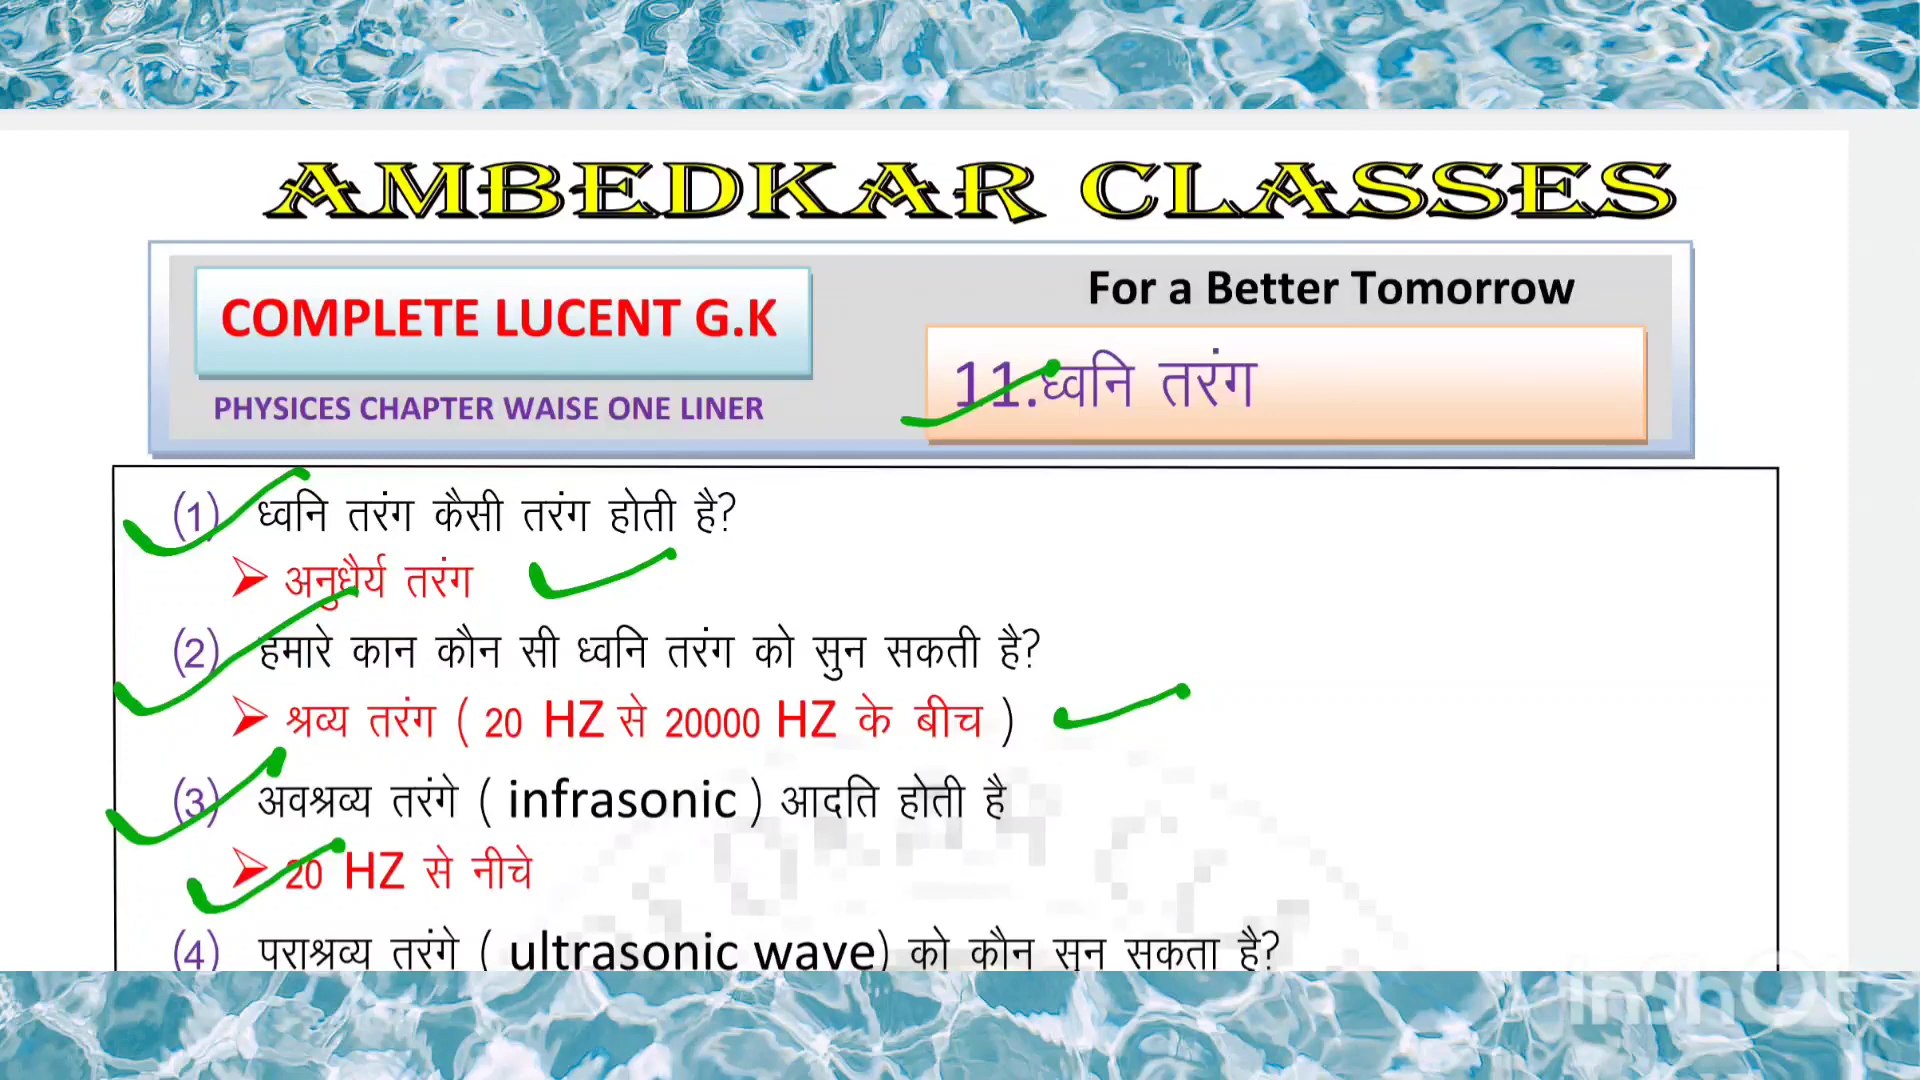 AMBEDKAR CLASSES
COMPLETE LUCENT G.K
For a Better Tomorrow
PHYSICES CHAPTER WAISE ONE LINER
11.ध्वनि तरंग
(1) ध्वनि तरंग कैसी तरंग होती है?
➢ अनुधैर्य तरंग
(2) हमारे कान कौन सी ध्वनि तरंग को सुन सकती है?
➢ श्रव्य तरंग ( 20 HZ से 20000 HZ के बीच )
(3) अवश्रव्य तरंगे ( infrasonic ) आदति होती है
➢ 20 HZ से नीचे
(4) पराश्रव्य तरंगे ( ultrasonic wave) को कौन सुन सकता है?
InShOt